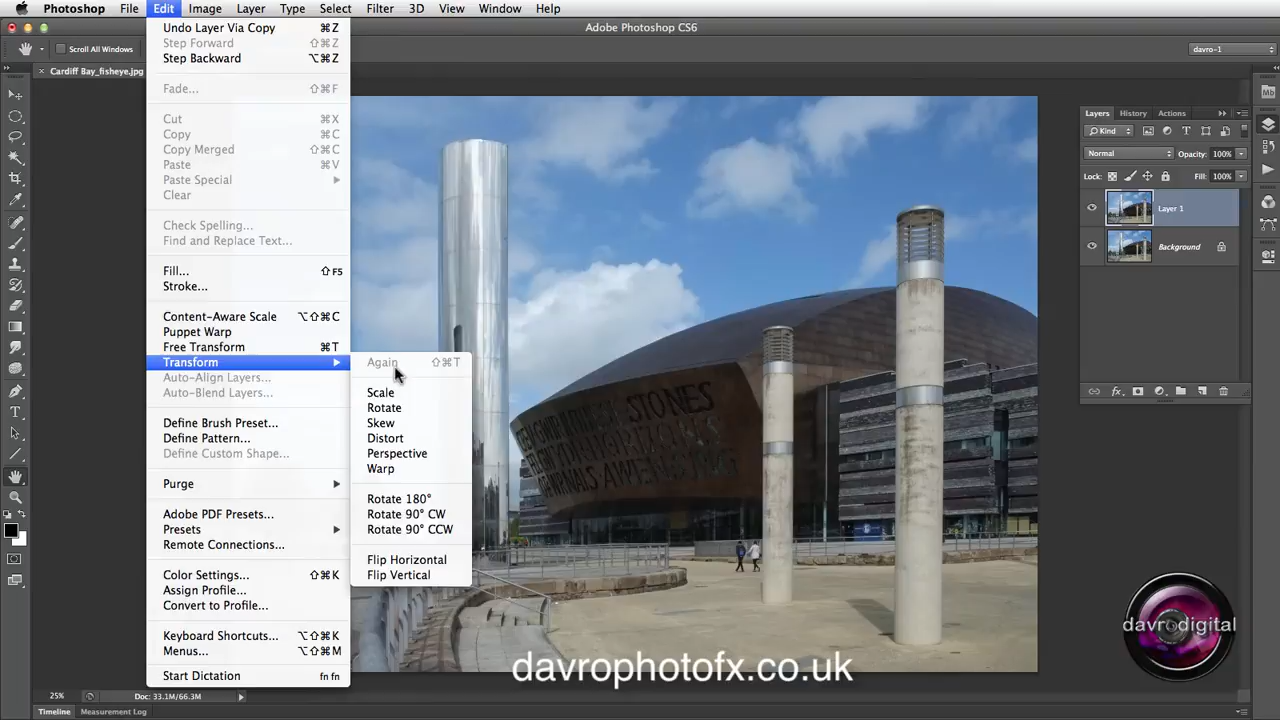 Photoshop File Edit Image Layer Type Select Filter 3D View Window Help
Adobe Photoshop CS6
Scroll All Windows
davro-1
Cardiff Bay_fisheye.jpg
Undo Layer Via Copy ⌘Z
Step Forward ⇧⌘Z
Step Backward ⌥⌘Z
Fade... ⇧⌘F
Cut ⌘X
Copy ⌘C
Copy Merged ⇧⌘C
Paste ⌘V
Paste Special
Clear
Check Spelling...
Find and Replace Text...
Fill... ⇧F5
Stroke...
Content-Aware Scale ⌥⇧⌘C
Puppet Warp
Free Transform ⌘T
Transform
Auto-Align Layers...
Auto-Blend Layers...
Define Brush Preset...
Define Pattern...
Define Custom Shape...
Purge
Adobe PDF Presets...
Presets
Remote Connections...
Color Settings... ⇧⌘K
Assign Profile...
Convert to Profile...
Keyboard Shortcuts... ⌥⇧⌘K
Menus... ⌥⇧⌘M
Start Dictation fn fn
Again ⇧⌘T
Scale
Rotate
Skew
Distort
Perspective
Warp
Rotate 180°
Rotate 90° CW
Rotate 90° CCW
Flip Horizontal
Flip Vertical
STONES
Layers History Actions
Kind
Normal Opacity: 100%
Lock: Fill: 100%
Layer 1
Background
Mb
davrodigital
davrophotofx.co.uk
25% Doc: 33.1M/66.3M
Timeline Measurement Log